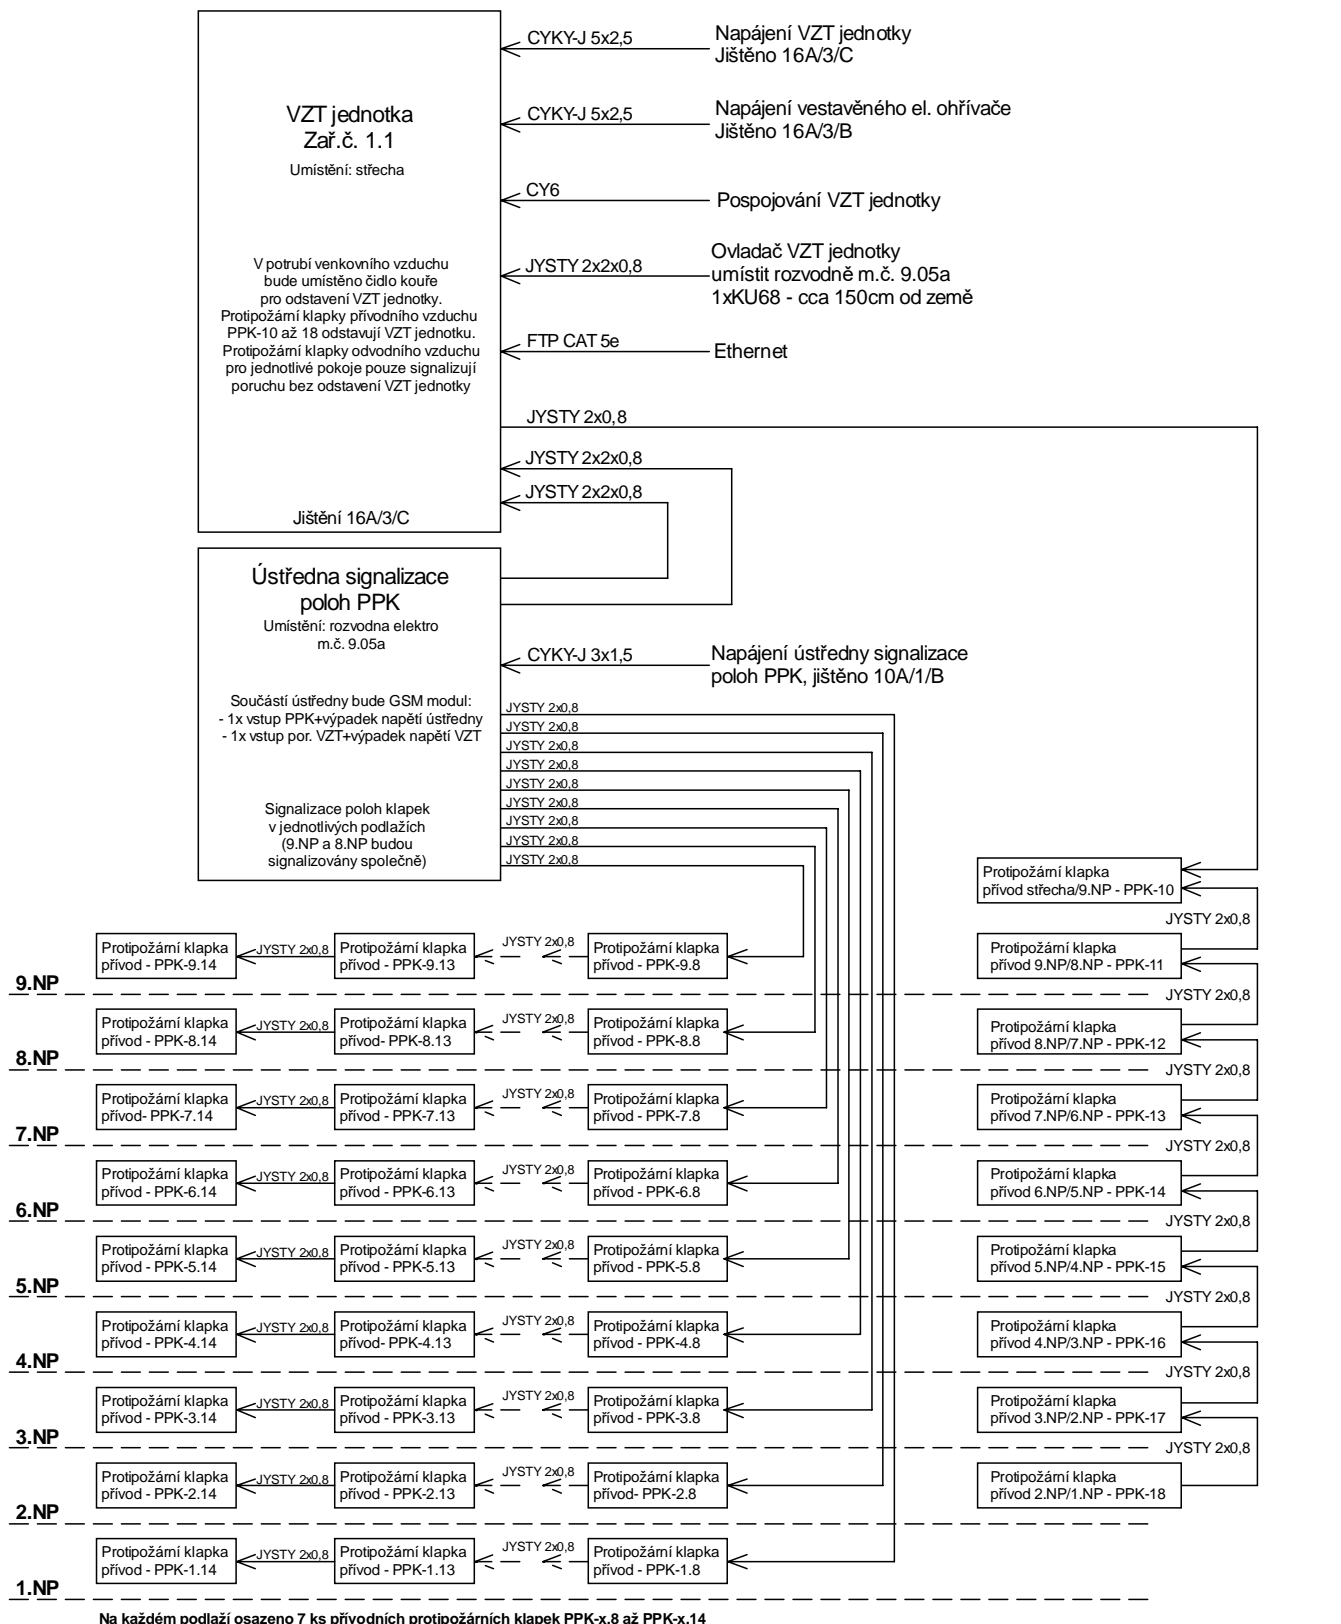 VZT jednotka
Zař.č. 1.1
Umístění: střecha
V potrubí venkovního vzduchu
bude umístěno čidlo kouře
pro odstavení VZT jednotky.
Protipožární klapky přívodního vzduchu
PPK-10 až 18 odstavují VZT jednotku.
Protipožární klapky odvodního vzduchu
pro jednotlivé pokoje pouze signalizují
poruchu bez odstavení VZT jednotky
Jištění 16A/3/C
CYKY-J 5x2,5
Napájení VZT jednotky
Jištěno 16A/3/C
CYKY-J 5x2,5
Napájení vestavěného el. ohřívače
Jištěno 16A/3/B
CY6
Pospojování VZT jednotky
JYSTY 2x2x0,8
Ovladač VZT jednotky
umístit rozvodně m.č. 9.05a
1xKU68 - cca 150cm od země
FTP CAT 5e
Ethernet
JYSTY 2x0,8
JYSTY 2x2x0,8
JYSTY 2x2x0,8
Ústředna signalizace
poloh PPK
Umístění: rozvodna elektro
m.č. 9.05a
Součástí ústředny bude GSM modul:
- 1x vstup PPK+výpadek napětí ústředny
- 1x vstup por. VZT+výpadek napětí VZT
Signalizace poloh klapek
v jednotlivých podlažích
(9.NP a 8.NP budou
signalizovány společně)
CYKY-J 3x1,5
Napájení ústředny signalizace
poloh PPK, jištěno 10A/1/B
JYSTY 2x0,8
JYSTY 2x0,8
JYSTY 2x0,8
JYSTY 2x0,8
JYSTY 2x0,8
JYSTY 2x0,8
JYSTY 2x0,8
JYSTY 2x0,8
JYSTY 2x0,8
Protipožární klapka
přívod střecha/9.NP - PPK-10
JYSTY 2x0,8
Protipožární klapka
přívod - PPK-9.14
JYSTY 2x0,8
Protipožární klapka
přívod - PPK-9.13
JYSTY 2x0,8
Protipožární klapka
přívod - PPK-9.8
Protipožární klapka
přívod 9.NP/8.NP - PPK-11
9.NP
JYSTY 2x0,8
Protipožární klapka
přívod - PPK-8.14
JYSTY 2x0,8
Protipožární klapka
přívod- PPK-8.13
JYSTY 2x0,8
Protipožární klapka
přívod - PPK-8.8
Protipožární klapka
přívod 8.NP/7.NP - PPK-12
8.NP
JYSTY 2x0,8
Protipožární klapka
přívod- PPK-7.14
JYSTY 2x0,8
Protipožární klapka
přívod - PPK-7.13
JYSTY 2x0,8
Protipožární klapka
přívod - PPK-7.8
Protipožární klapka
přívod 7.NP/6.NP - PPK-13
7.NP
JYSTY 2x0,8
Protipožární klapka
přívod - PPK-6.14
JYSTY 2x0,8
Protipožární klapka
přívod - PPK-6.13
JYSTY 2x0,8
Protipožární klapka
přívod - PPK-6.8
Protipožární klapka
přívod 6.NP/5.NP - PPK-14
6.NP
JYSTY 2x0,8
Protipožární klapka
přívod - PPK-5.14
JYSTY 2x0,8
Protipožární klapka
přívod - PPK-5.13
JYSTY 2x0,8
Protipožární klapka
přívod - PPK-5.8
Protipožární klapka
přívod 5.NP/4.NP - PPK-15
5.NP
JYSTY 2x0,8
Protipožární klapka
přívod - PPK-4.14
JYSTY 2x0,8
Protipožární klapka
přívod- PPK-4.13
JYSTY 2x0,8
Protipožární klapka
přívod - PPK-4.8
Protipožární klapka
přívod 4.NP/3.NP - PPK-16
4.NP
JYSTY 2x0,8
Protipožární klapka
přívod - PPK-3.14
JYSTY 2x0,8
Protipožární klapka
přívod - PPK-3.13
JYSTY 2x0,8
Protipožární klapka
přívod - PPK-3.8
Protipožární klapka
přívod 3.NP/2.NP - PPK-17
3.NP
JYSTY 2x0,8
Protipožární klapka
přívod - PPK-2.14
JYSTY 2x0,8
Protipožární klapka
přívod - PPK-2.13
JYSTY 2x0,8
Protipožární klapka
přívod- PPK-2.8
Protipožární klapka
přívod 2.NP/1.NP - PPK-18
2.NP
Protipožární klapka
přívod - PPK-1.14
JYSTY 2x0,8
Protipožární klapka
přívod - PPK-1.13
JYSTY 2x0,8
Protipožární klapka
přívod - PPK-1.8
1.NP
Na každém podlaží osazeno 7 ks přívodních protipožárních klapek PPK-x.8 až PPK-x.14